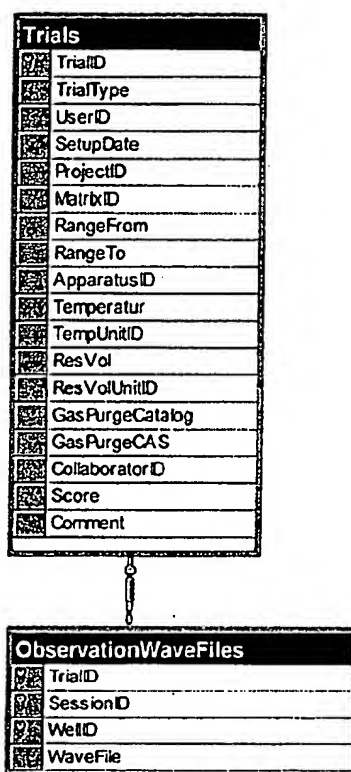 Trials
TrialID
TrialType
UserID
SetupDate
ProjectID
MatrixID
RangeFrom
RangeTo
ApparatusID
Temperatur
TempUnitID
ResVol
ResVolUnitID
GasPurgeCatalog
GasPurgeCAS
CollaboratorID
Score
Comment
ObservationWaveFiles
TrialID
SessionID
WellID
WaveFile